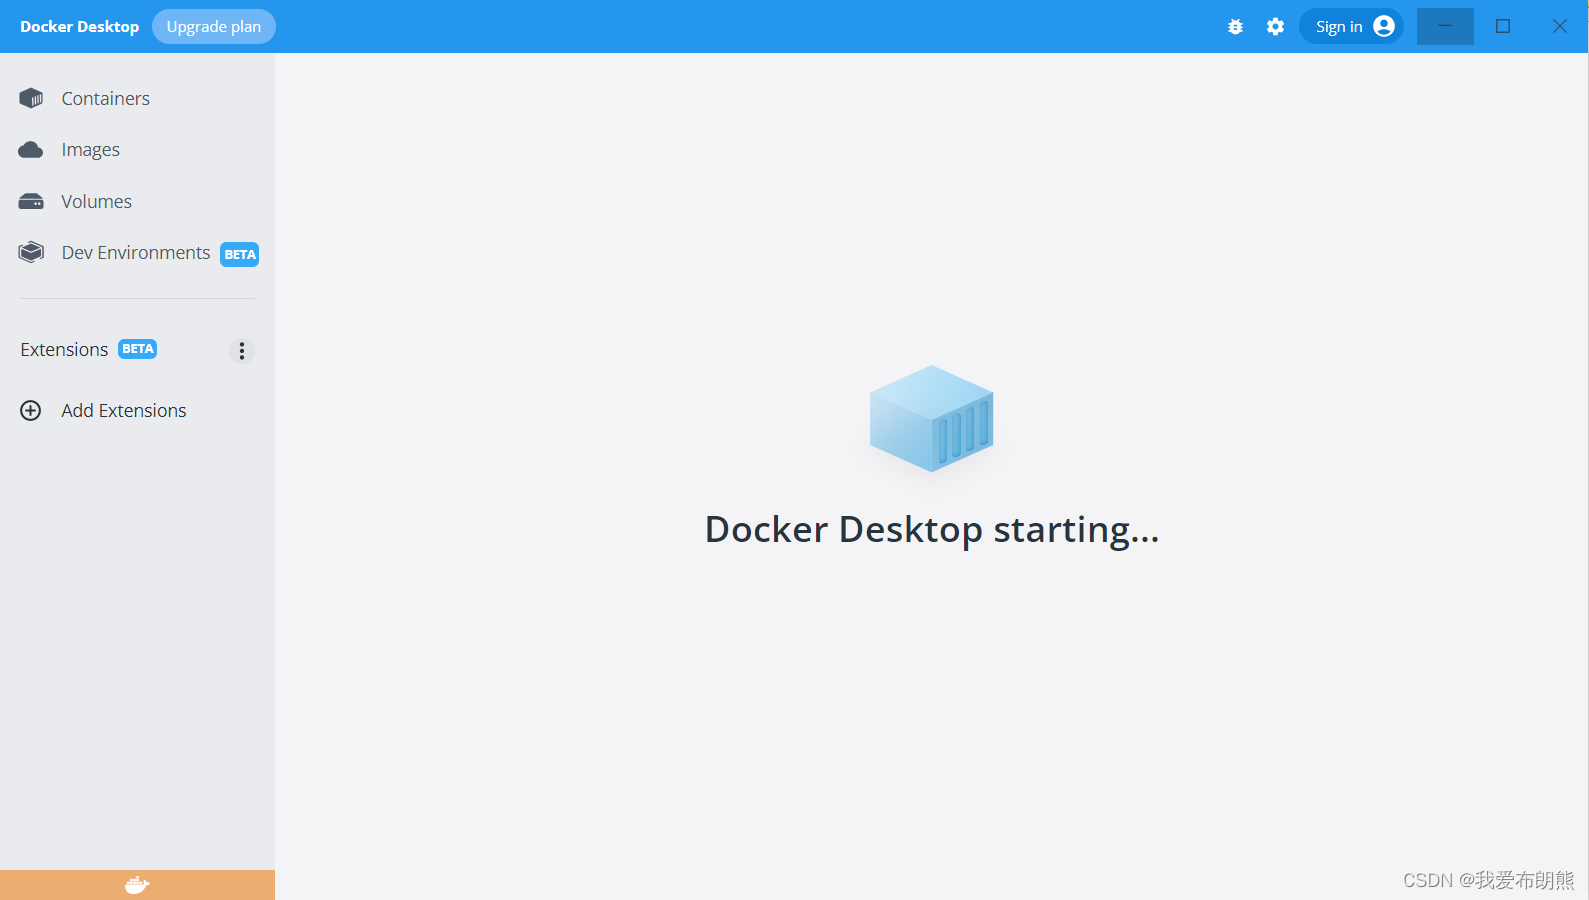 Docker Desktop Upgrade plan Sign in
Containers
Images
Volumes
Dev Environments BETA
Extensions BETA
Add Extensions
Docker Desktop starting...
CSDN @我爱布朗熊